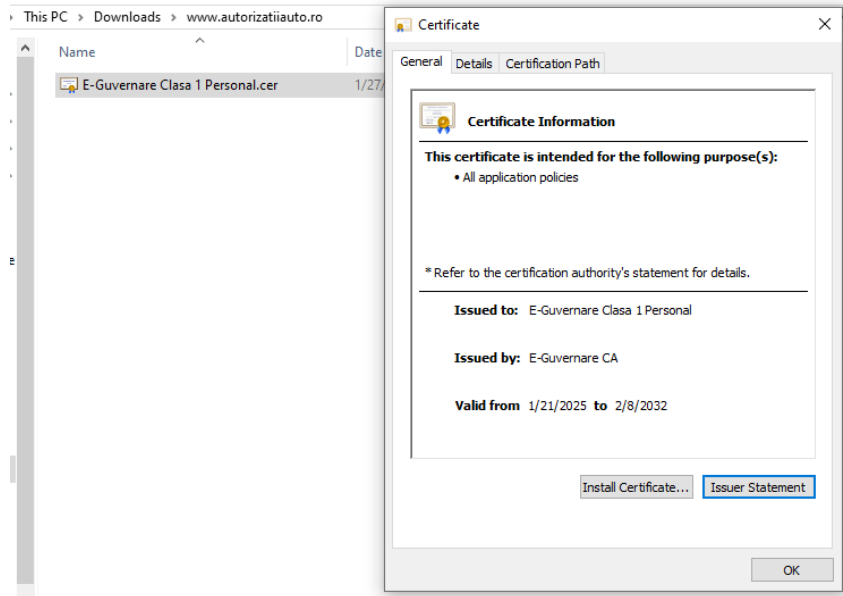 This PC > Downloads > www.autorizatiiauto.ro
Name
Date
E-Guvernare Clasa 1 Personal.cer
1/27/
Certificate
General
Details
Certification Path
Certificate Information
This certificate is intended for the following purpose(s):
• All application policies
* Refer to the certification authority's statement for details.
Issued to: E-Guvernare Clasa 1 Personal
Issued by: E-Guvernare CA
Valid from 1/21/2025 to 2/8/2032
Install Certificate...
Issuer Statement
OK